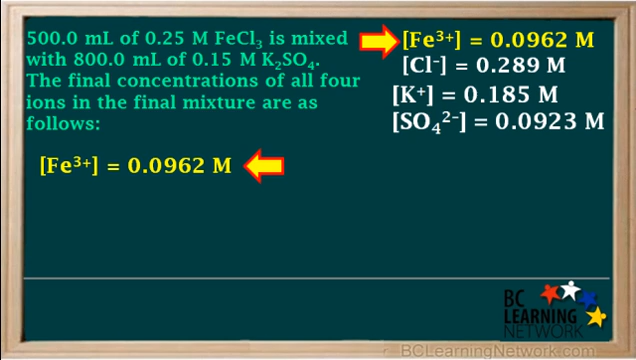 500.0 mL of 0.25 M FeCl₃ is mixed
with 800.0 mL of 0.15 M K₂SO₄.
The final concentrations of all four
ions in the final mixture are as
follows:
[Fe³⁺] = 0.0962 M
[Fe³⁺] = 0.0962 M
[Cl⁻] = 0.289 M
[K⁺] = 0.185 M
[SO₄²⁻] = 0.0923 M
BC
LEARNING
NETWORK
BCLearningNetwork.com